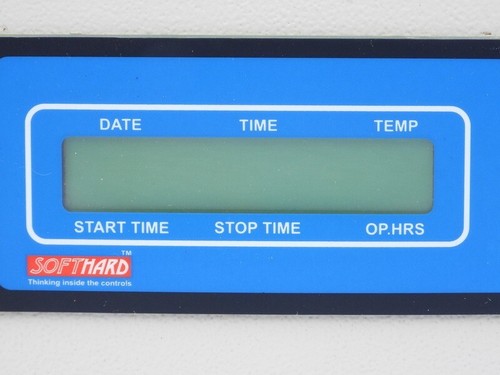 DATE TIME TEMP
START TIME STOP TIME OP.HRS
SOFTHARD™
Thinking inside the controls